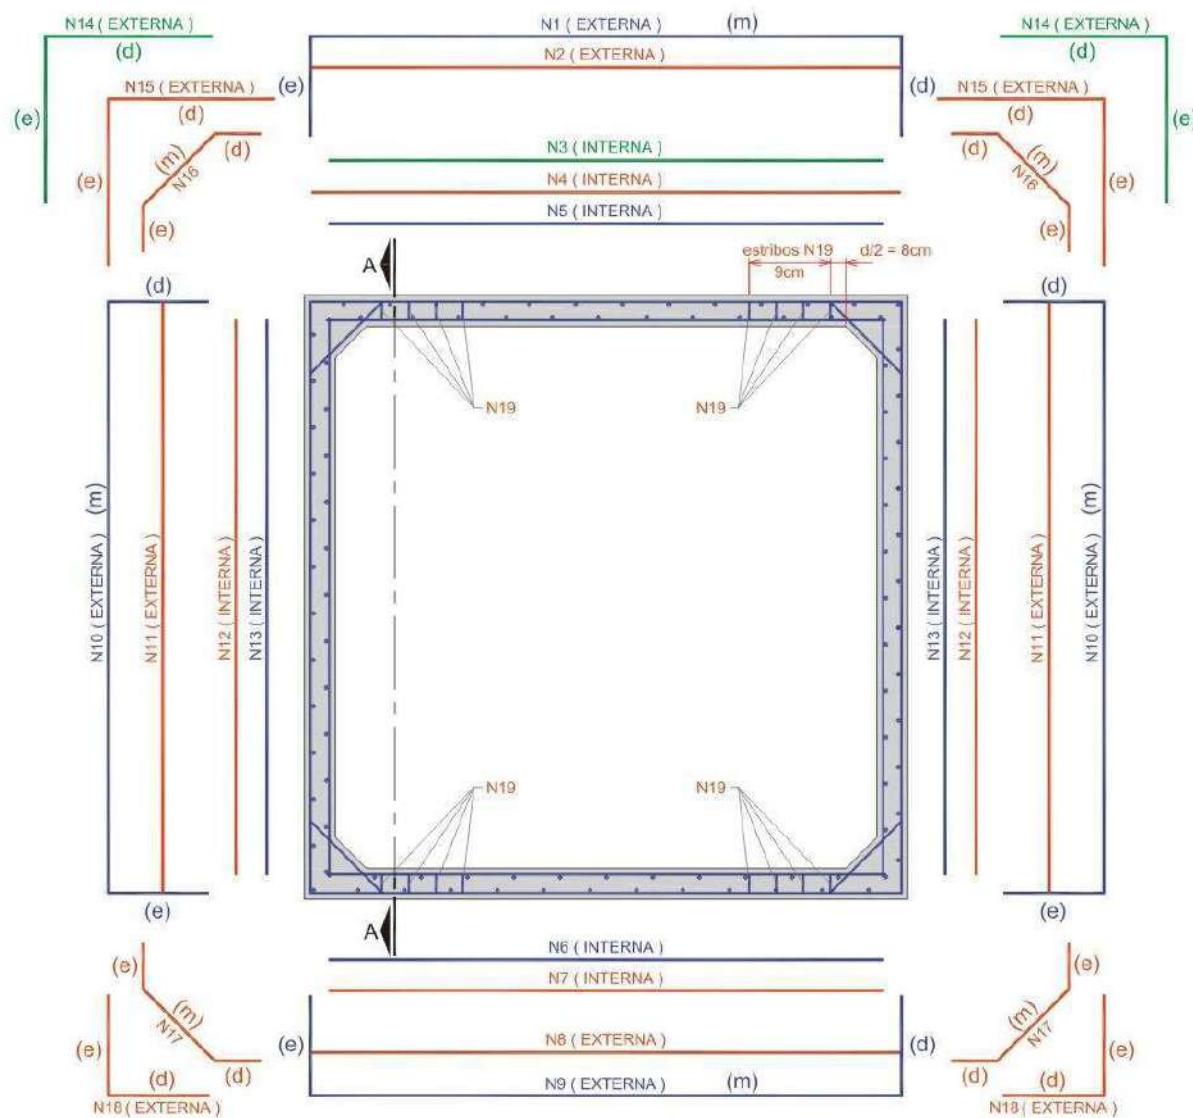 N14 ( EXTERNA )
N1 ( EXTERNA ) (m)
N14 ( EXTERNA )
(d)
N2 ( EXTERNA )
(d)
N15 ( EXTERNA )
(e)
(d)
N15 ( EXTERNA )
(e)
(d)
(d)
(e)
(m)
N16
(d)
(d)
(m)
N16
N3 ( INTERNA )
(e)
N4 ( INTERNA )
(e)
(e)
N5 ( INTERNA )
(e)
A
estribos N19
d/2 = 8cm
9cm
(d)
(d)
N19
N19
N10 ( EXTERNA ) (m)
N11 ( EXTERNA )
N12 ( INTERNA )
N13 ( INTERNA )
N13 ( INTERNA )
N12 ( INTERNA )
N11 ( EXTERNA )
N10 ( EXTERNA ) (m)
N19
N19
(e)
(e)
A
N6 ( INTERNA )
(e)
(e)
N7 ( INTERNA )
(m)
N17
(m)
N17
(e)
(e)
N8 ( EXTERNA )
(d)
(e)
(d)
(d)
(d)
(d)
N9 ( EXTERNA ) (m)
N18 ( EXTERNA )
N18 ( EXTERNA )